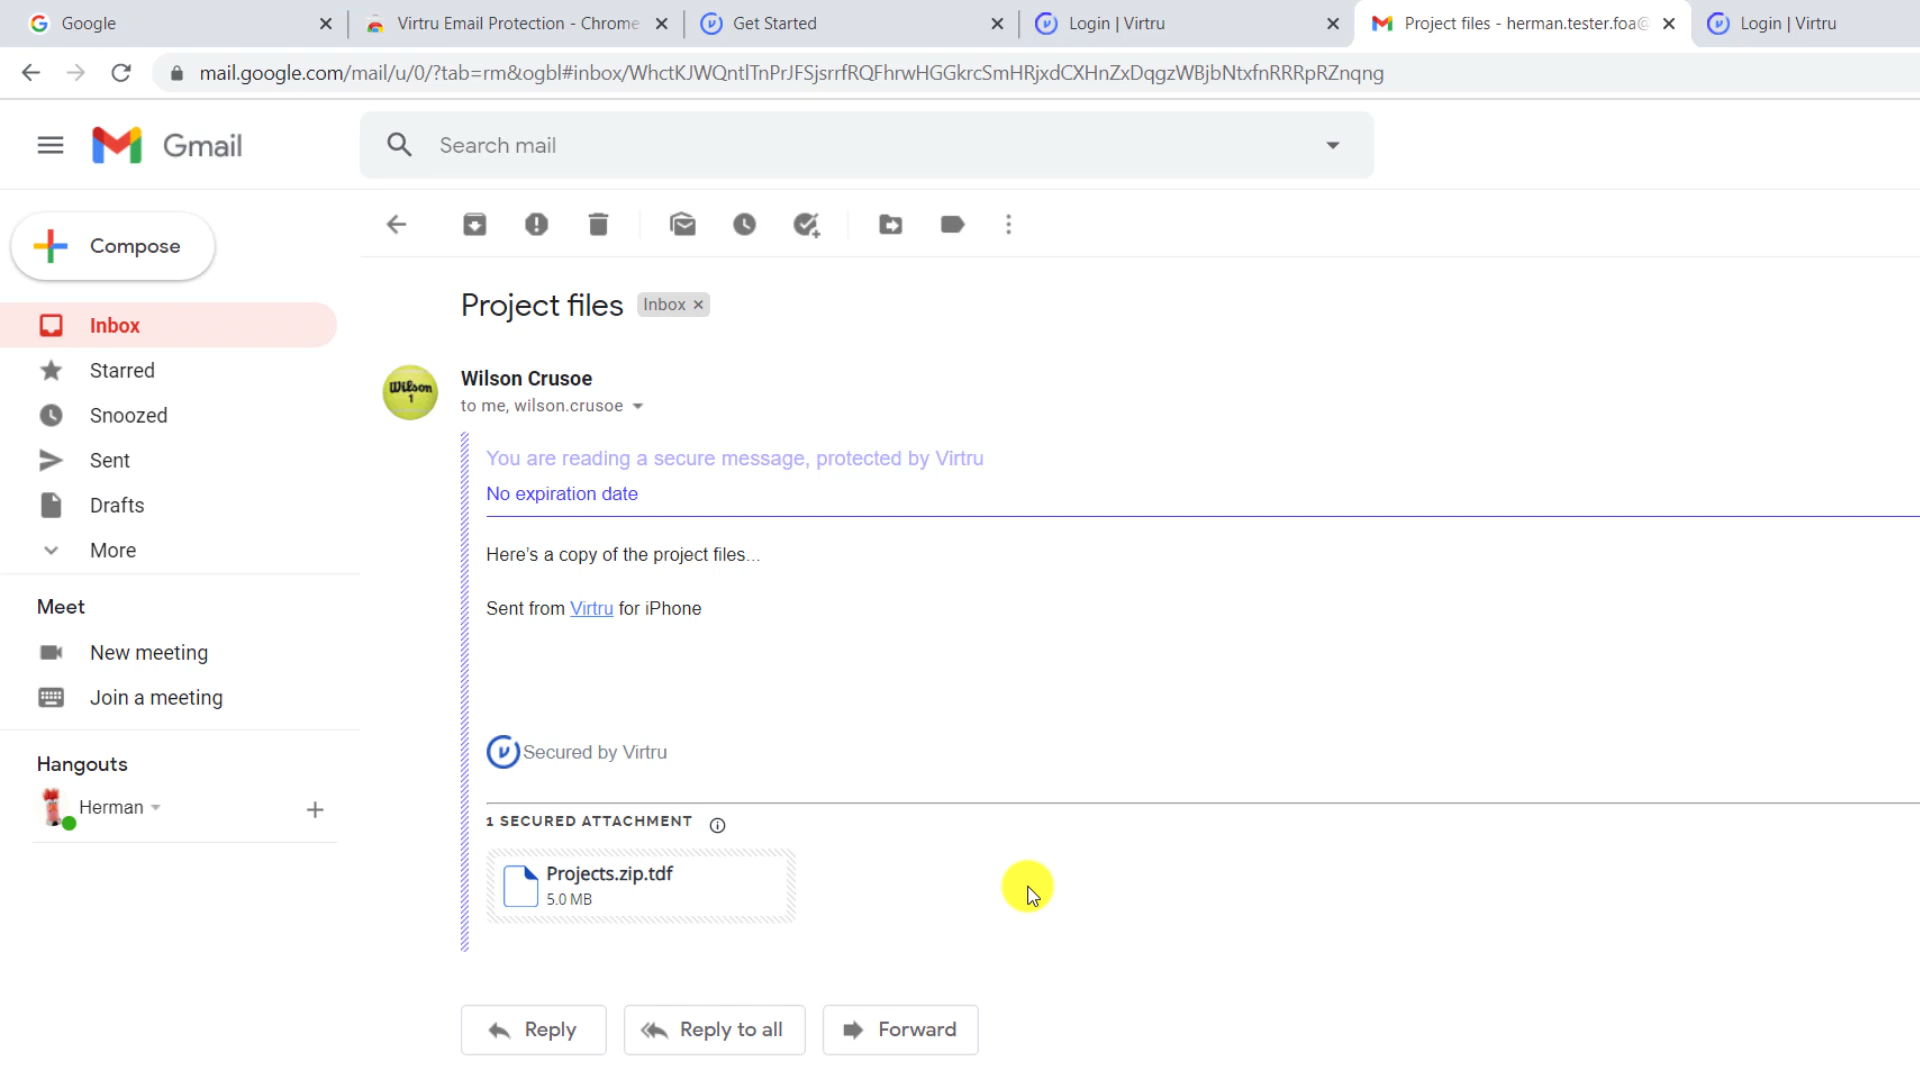 Google
Virtru Email Protection - Chrome
Get Started
Login | Virtru
Project files - herman.tester.foa@
Login | Virtru
mail.google.com/mail/u/0/?tab=rm&ogbl#inbox/WhctKJWQntlTnPrJFSjsrrfRQFhrwHGGkrcSmHRjxdCXHnZxDqgzWBjbNtxfnRRRpRZnqng
Gmail
Search mail
Compose
Inbox
Starred
Snoozed
Sent
Drafts
More
Meet
New meeting
Join a meeting
Hangouts
Herman
Project files
Inbox
Wilson
1
Wilson Crusoe
to me, wilson.crusoe
You are reading a secure message, protected by Virtru
No expiration date
Here's a copy of the project files...
Sent from Virtru for iPhone
Secured by Virtru
1 SECURED ATTACHMENT
Projects.zip.tdf
5.0 MB
Reply
Reply to all
Forward